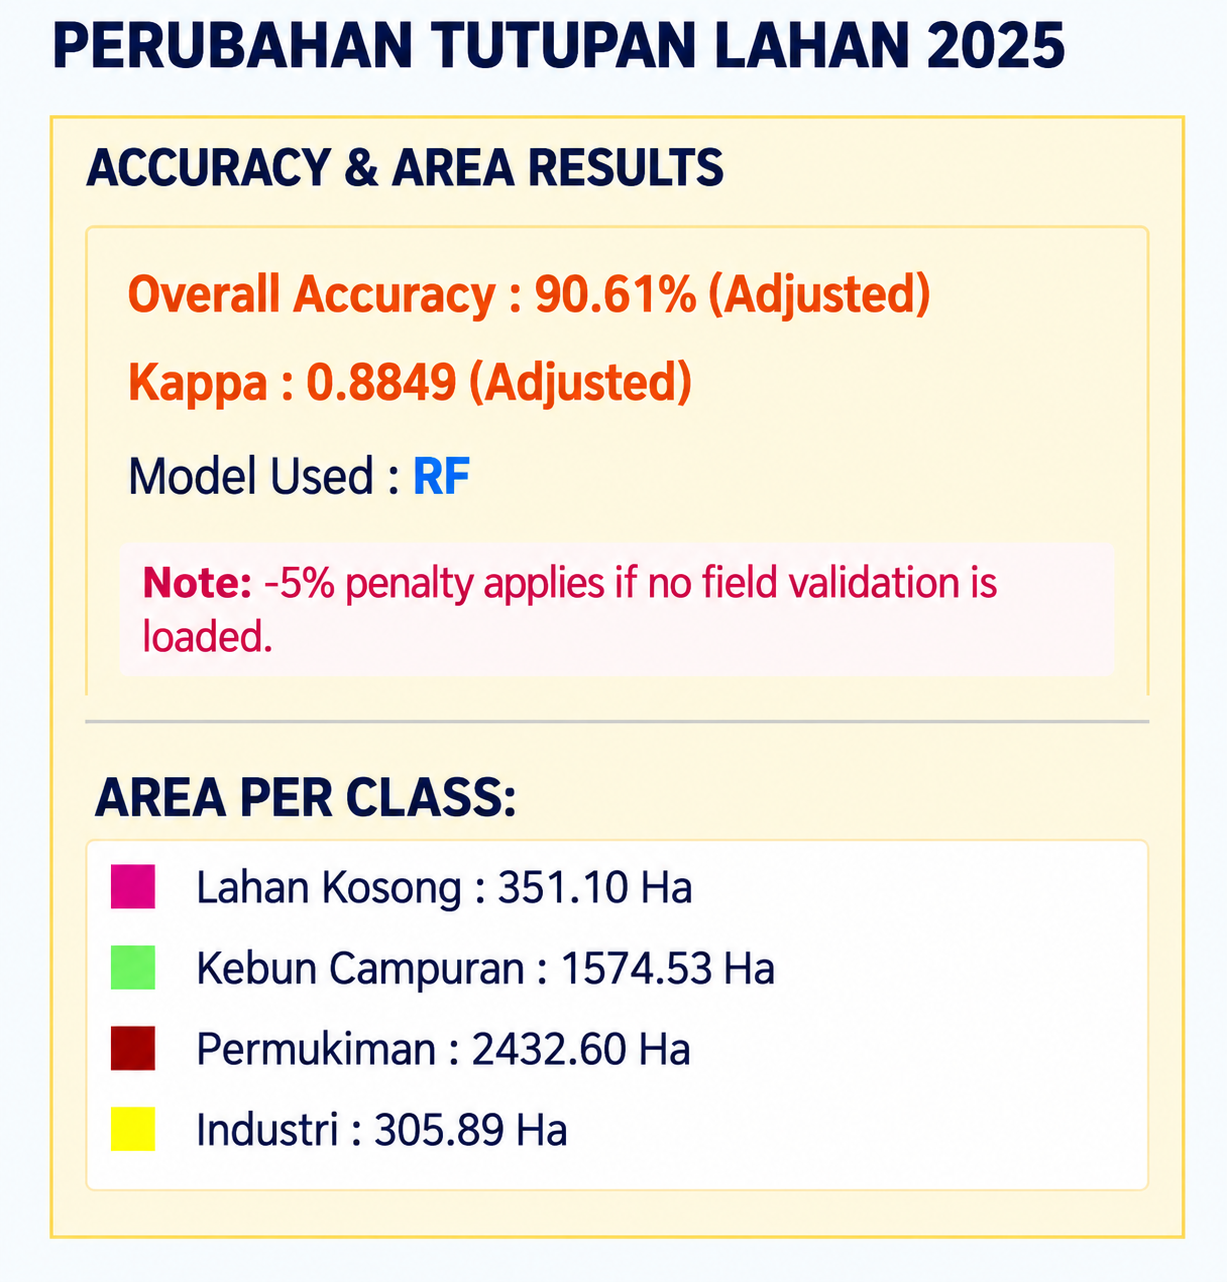 PERUBAHAN TUTUPAN LAHAN 2025
ACCURACY & AREA RESULTS
Overall Accuracy : 90.61% (Adjusted)
Kappa : 0.8849 (Adjusted)
Model Used : RF
Note: -5% penalty applies if no field validation is
loaded.
AREA PER CLASS:
Lahan Kosong : 351.10 Ha
Kebun Campuran : 1574.53 Ha
Permukiman : 2432.60 Ha
Industri : 305.89 Ha